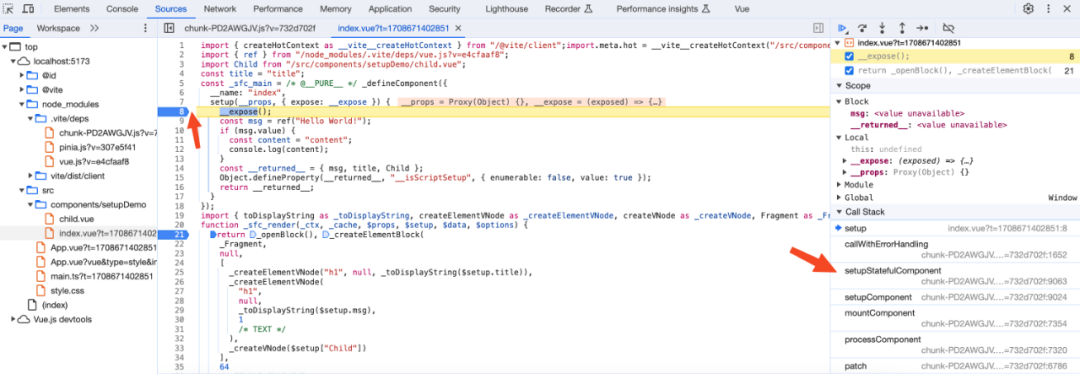 Elements Console Sources Network Performance Memory Application Security Lighthouse Recorder Performance insights Vue
Page Workspace >>
chunk-PD2AWGJV.js?v=732d702f index.vue?t=1708671402851 ×
top
localhost:5173
@id
@vite
node_modules
.vite/deps
chunk-PD2AWGJV.js?v=7
pinia.js?v=307e5f41
vue.js?v=e4cfaaf8
vite/dist/client
src
components/setupDemo
child.vue
index.vue?t=1708671402
App.vue?t=1708671402851
App.vue?vue&type=style&in
main.ts?t=1708671402851
style.css
(index)
Vue.js devtools
1 import { createHotContext as __vite__createHotContext } from "/@vite/client";import.meta.hot = __vite__createHotContext("/src/compone
2 import { ref } from "/node_modules/.vite/deps/vue.js?v=e4cfaaf8";
3 import Child from "/src/components/setupDemo/child.vue";
4 const title = "title";
5 const _sfc_main = /* @__PURE__ */ _defineComponent({
6 __name: "index",
7 setup(__props, { expose: __expose }) { __props = Proxy(Object) {}, __expose = (exposed) => {…}
8 __expose();
9 const msg = ref("Hello World!");
10 if (msg.value) {
11 const content = "content";
12 console.log(content);
13 }
14 const __returned__ = { msg, title, Child };
15 Object.defineProperty(__returned__, "__isScriptSetup", { enumerable: false, value: true });
16 return __returned__;
17 }
18 });
19 import { toDisplayString as _toDisplayString, createElementVNode as _createElementVNode, createVNode as _createVNode, Fragment as _Fr
20 function _sfc_render(_ctx, _cache, $props, $setup, $data, $options) {
21 return _openBlock(), _createElementBlock(
22 _Fragment,
23 null,
24 [
25 _createElementVNode("h1", null, _toDisplayString($setup.title)),
26 _createElementVNode(
27 "h1",
28 null,
29 _toDisplayString($setup.msg),
30 1
31 /* TEXT */
32 ),
33 _createVNode($setup["Child"])
34 ],
35 64
index.vue?t=1708671402851
__expose(); 8
return _openBlock(), _createElementBlock( 21
Scope
Block
msg: <value unavailable>
__returned__: <value unavailable>
Local
this: undefined
__expose: (exposed) => {…}
__props: Proxy(Object) {}
Module
Global Window
Call Stack
setup index.vue?t=1708671402851:8
callWithErrorHandling
chunk-PD2AWGJV.…=732d702f:1652
setupStatefulComponent
chunk-PD2AWGJV.…=732d702f:9063
setupComponent chunk-PD2AWGJV.…=732d702f:9024
mountComponent
chunk-PD2AWGJV.…=732d702f:7354
processComponent
chunk-PD2AWGJV.…=732d702f:7320
patch chunk-PD2AWGJV.…=732d702f:6786